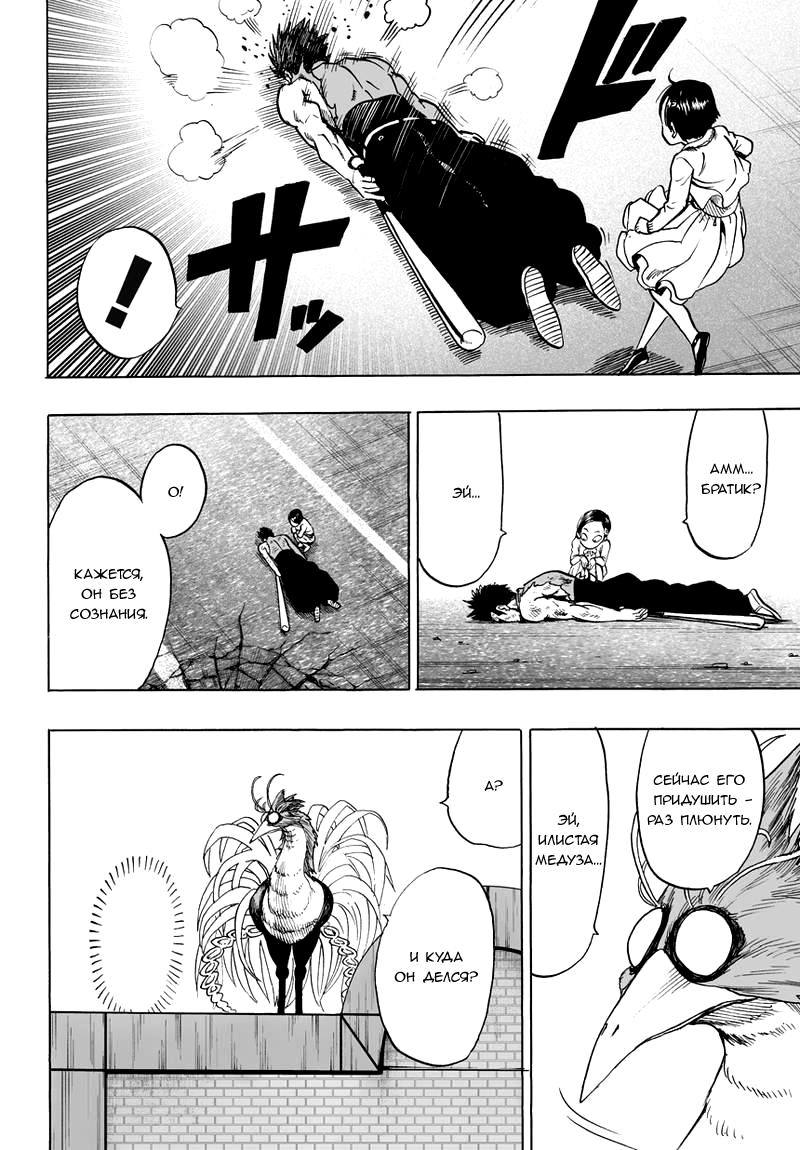 ドサッ
!
АММ...
БРАТИК?
ЭЙ...
О!
КАЖЕТСЯ,
ОН БЕЗ
СОЗНАНИЯ.
СЕЙЧАС ЕГО
ПРИДУШИТЬ –
РАЗ ПЛЮНУТЬ.
ЭЙ,
ИЛИСТАЯ
МЕДУЗА...
А?
И КУДА
ОН ДЕЛСЯ?